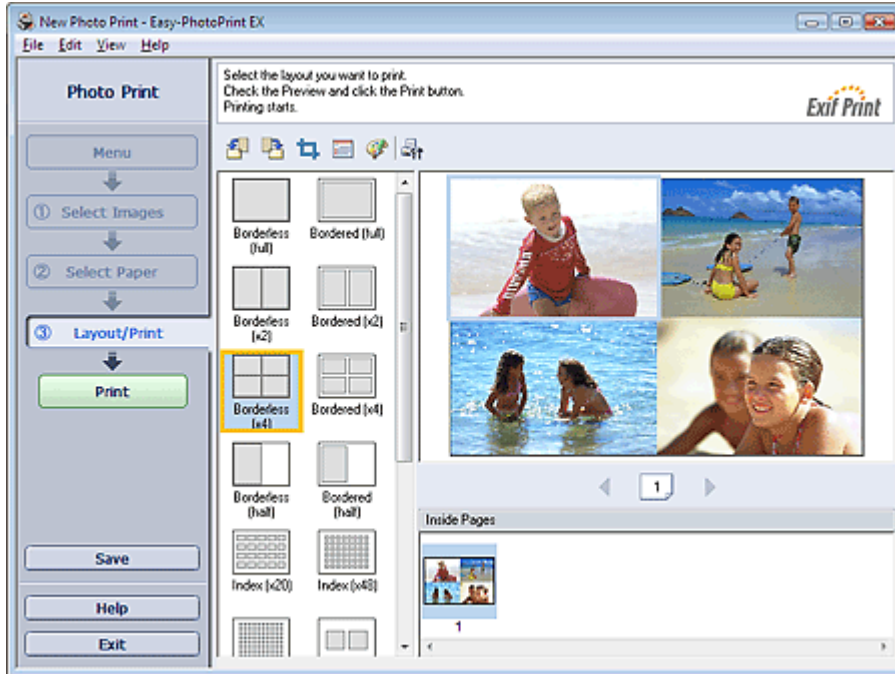 New Photo Print - Easy-PhotoPrint EX
File Edit View Help
Photo Print
Select the layout you want to print.
Check the Preview and click the Print button.
Printing starts.
Exif Print
Menu
① Select Images
② Select Paper
③ Layout/Print
Print
Save
Help
Exit
Borderless
(full)
Bordered (full)
Borderless
(x2)
Bordered (x2)
Borderless
(x4)
Bordered (x4)
Borderless
(half)
Bordered
(half)
Index (x20)
Index (x48)
1
Inside Pages
1